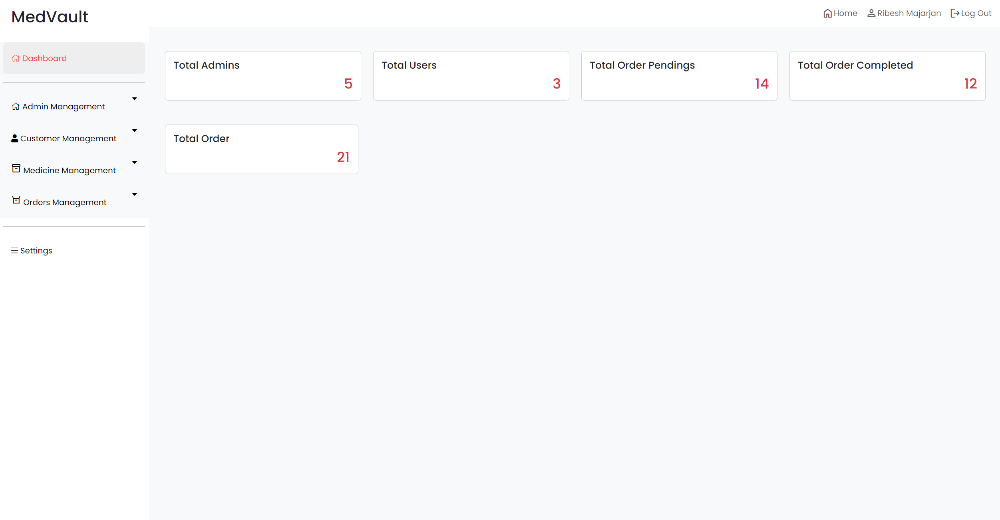 MedVault
Home
Ribesh Majarjan
Log Out
Dashboard
Admin Management
Customer Management
Medicine Management
Orders Management
Settings
Total Admins
5
Total Users
3
Total Order Pendings
14
Total Order Completed
12
Total Order
21